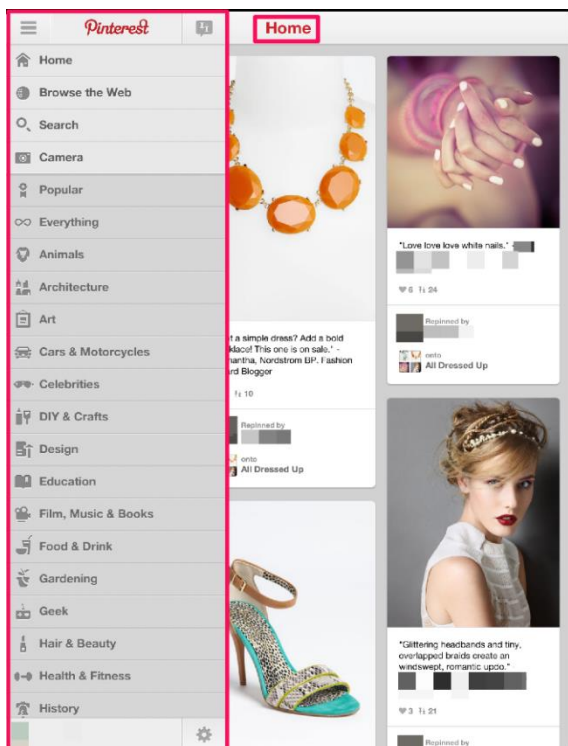 Pinterest
Home
Home
Browse the Web
Search
Camera
Popular
Everything
Animals
Architecture
Art
Cars & Motorcycles
Celebrities
DIY & Crafts
Design
Education
Film, Music & Books
Food & Drink
Gardening
Geek
Hair & Beauty
Health & Fitness
History
t a simple dress? Add a bold
klace! This one is on sale." -
mantha, Nordstrom BP. Fashion
rd Blogger
10
Repinned by
onto
All Dressed Up
"Love love love white nails." -
6 24
Repinned by
onto
All Dressed Up
"Glittering headbands and tiny,
overlapped braids create an
windswept, romantic updo."
3 21
Repinned by